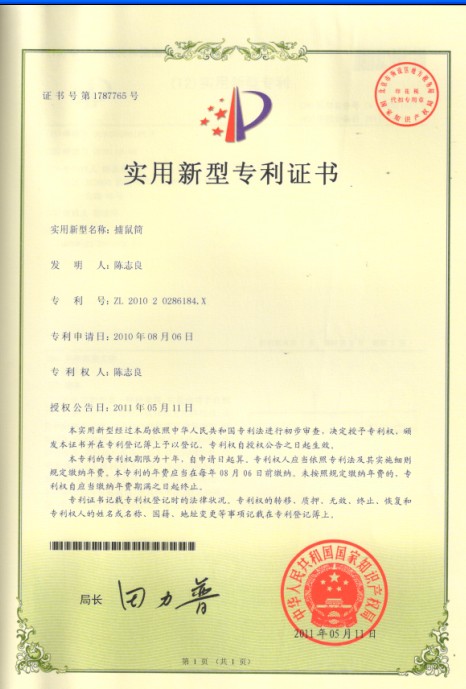 证书号第1787765号
印花税
代扣专用章
国家知识产权局
实用新型专利证书
实用新型名称：捕鼠筒
发 明 人：陈志良
专 利 号：ZL 2010 2 0286184.X
专利申请日：2010年08月06日
专 利 权 人：陈志良
授权公告日：2011年05月11日
本实用新型经过本局依照中华人民共和国专利法进行初步审查，决定授予专利权，颁
发本证书并在专利登记簿上予以登记。专利权自授权公告之日起生效。
本专利的专利权期限为十年，自申请日起算。专利权人应当依照专利法及其实施细则
规定缴纳年费。本专利的年费应当在每年08月06日前缴纳。未按照规定缴纳年费的，专
利权自应当缴纳年费期满之日起终止。
专利证书记载专利权登记时的法律状况。专利权的转移、质押、无效、终止、恢复和
专利权人的姓名或名称、国籍、地址变更等事项记载在专利登记簿上。
局长 田力普
中华人民共和国国家知识产权局
2011年05月11日
第1页（共1页）